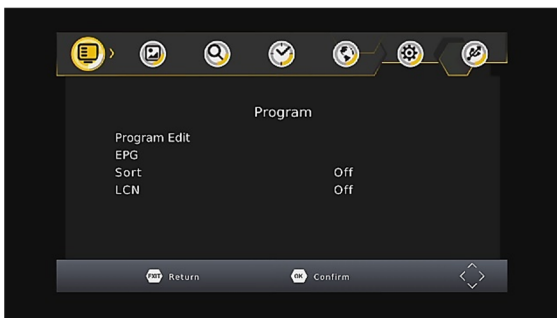 Program
Program Edit
EPG
Sort Off
LCN Off
EXIT Return OK Confirm